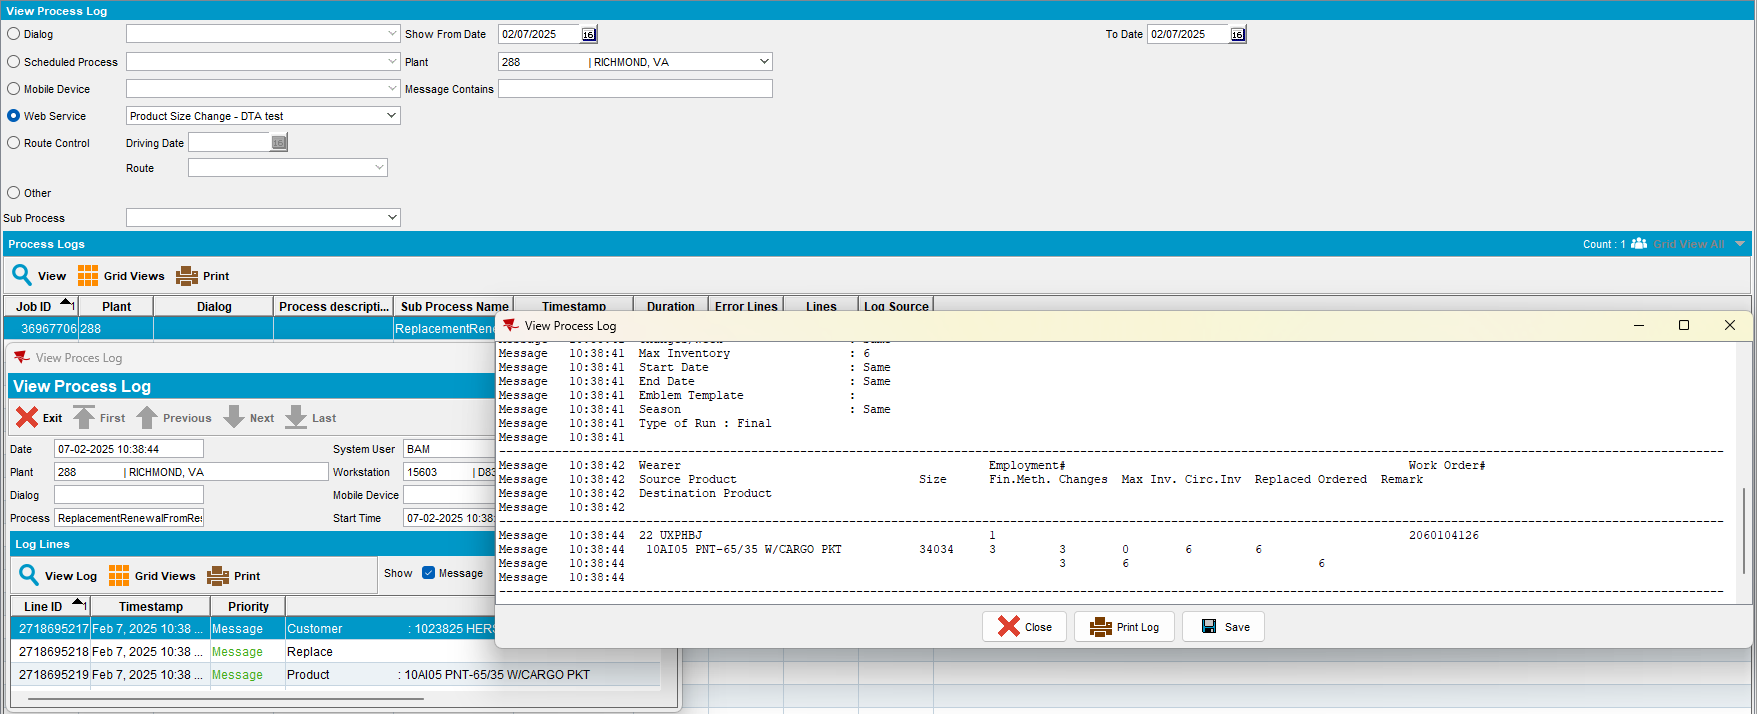 View Process Log
Dialog Show From Date 02/07/2025 16 To Date 02/07/2025 16
Scheduled Process Plant 288 | RICHMOND, VA
Mobile Device Message Contains
Web Service Product Size Change - DTA test
Route Control Driving Date 16
Route
Other
Sub Process
Process Logs Count : 1 Grid View All
View Grid Views Print
Job ID 1 Plant Dialog Process descripti... Sub Process Name Timestamp Duration Error Lines Lines Log Source
36967706 288 ReplacementRene
View Proces Log
View Process Log
Exit First Previous Next Last
Date 07-02-2025 10:38:44 System User BAM
Plant 288 | RICHMOND, VA Workstation 15603 | D83
Dialog Mobile Device
Process ReplacementRenewalFromRes Start Time 07-02-2025 10:38:
Log Lines
View Log Grid Views Print Show Message
Line ID 1 Timestamp Priority
2718695217 Feb 7, 2025 10:38 ... Message Customer : 1023825 HERS
2718695218 Feb 7, 2025 10:38 ... Message Replace
2718695219 Feb 7, 2025 10:38 ... Message Product : 10AI05 PNT-65/35 W/CARGO PKT
View Process Log
Message 10:38:41 Max Inventory : 6
Message 10:38:41 Start Date : Same
Message 10:38:41 End Date : Same
Message 10:38:41 Emblem Template :
Message 10:38:41 Season : Same
Message 10:38:41 Type of Run : Final
Message 10:38:41
Message 10:38:42 Wearer Employment# Work Order#
Message 10:38:42 Source Product Size Fin.Meth. Changes Max Inv. Circ.Inv Replaced Ordered Remark
Message 10:38:42 Destination Product
Message 10:38:42
Message 10:38:44 22 UXPHBJ 1 2060104126
Message 10:38:44 10AI05 PNT-65/35 W/CARGO PKT 34034 3 3 0 6 6
Message 10:38:44 3 6 6
Message 10:38:44
Close Print Log Save